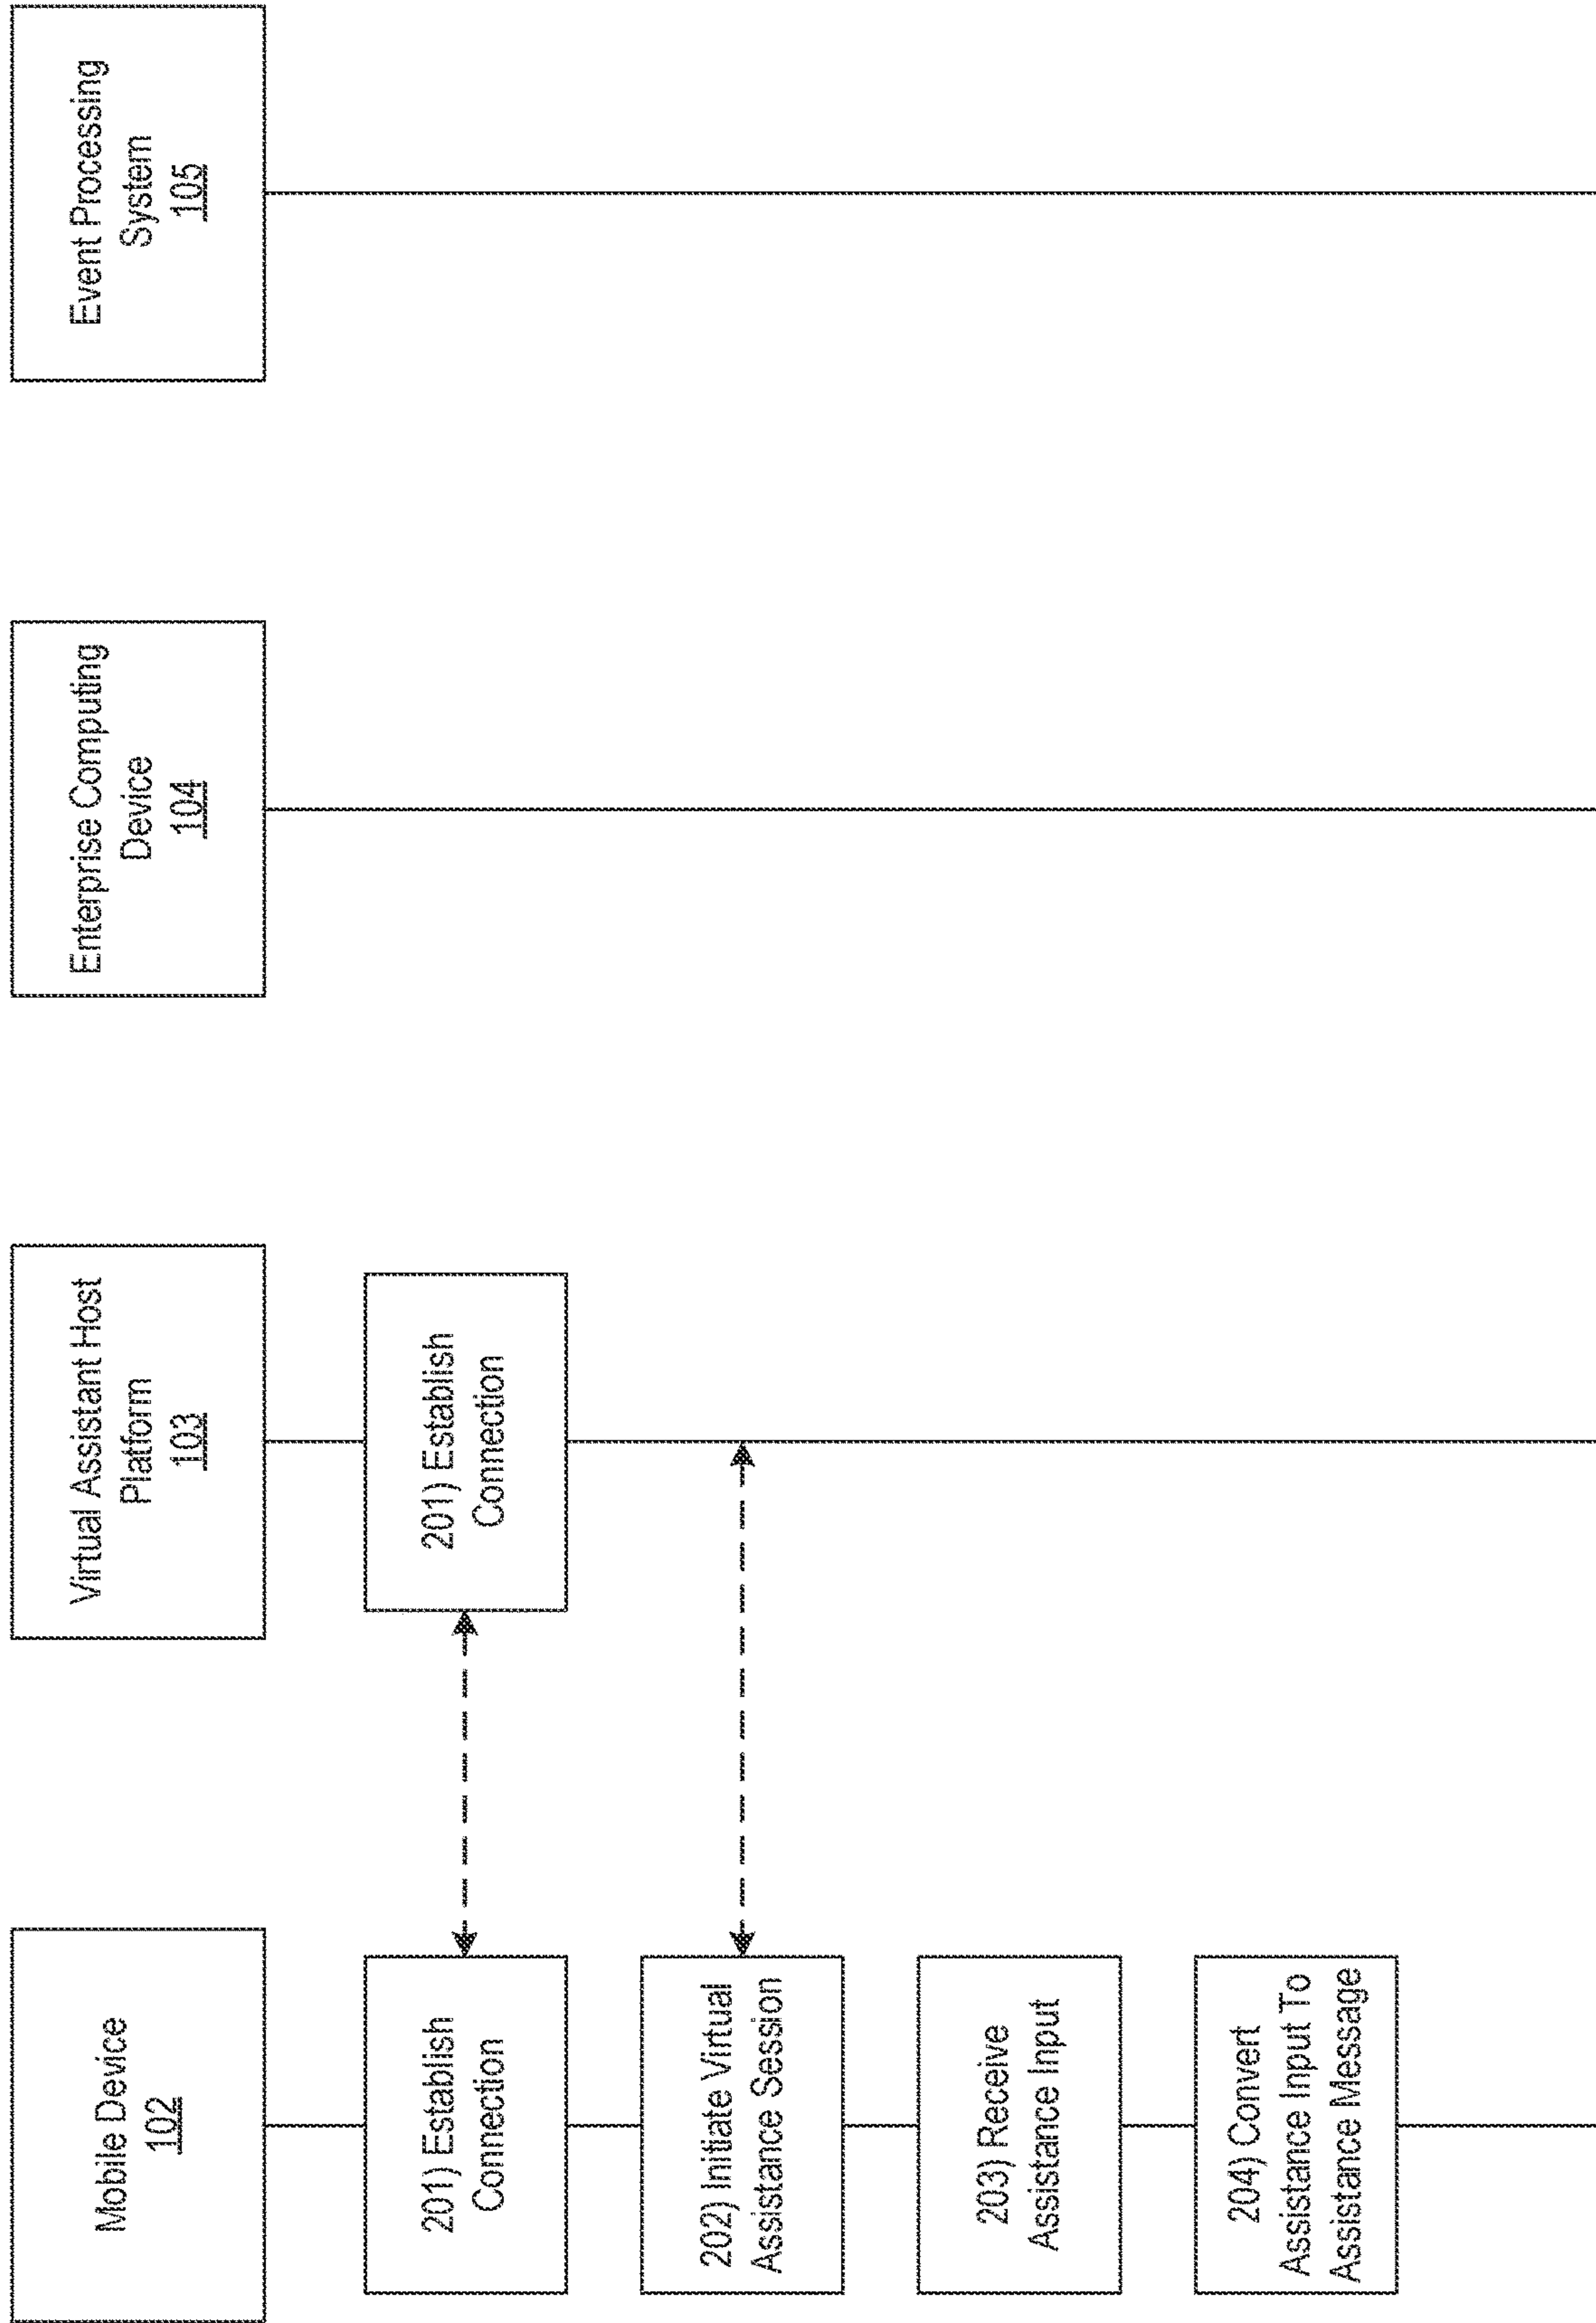 Mobile Device
102
Virtual Assistant Host
Platform
103
Enterprise Computing
Device
104
Event Processing
System
105
201) Establish
Connection
201) Establish
Connection
202) Initiate Virtual
Assistance Session
203) Receive
Assistance Input
204) Convert
Assistance Input To
Assistance Message